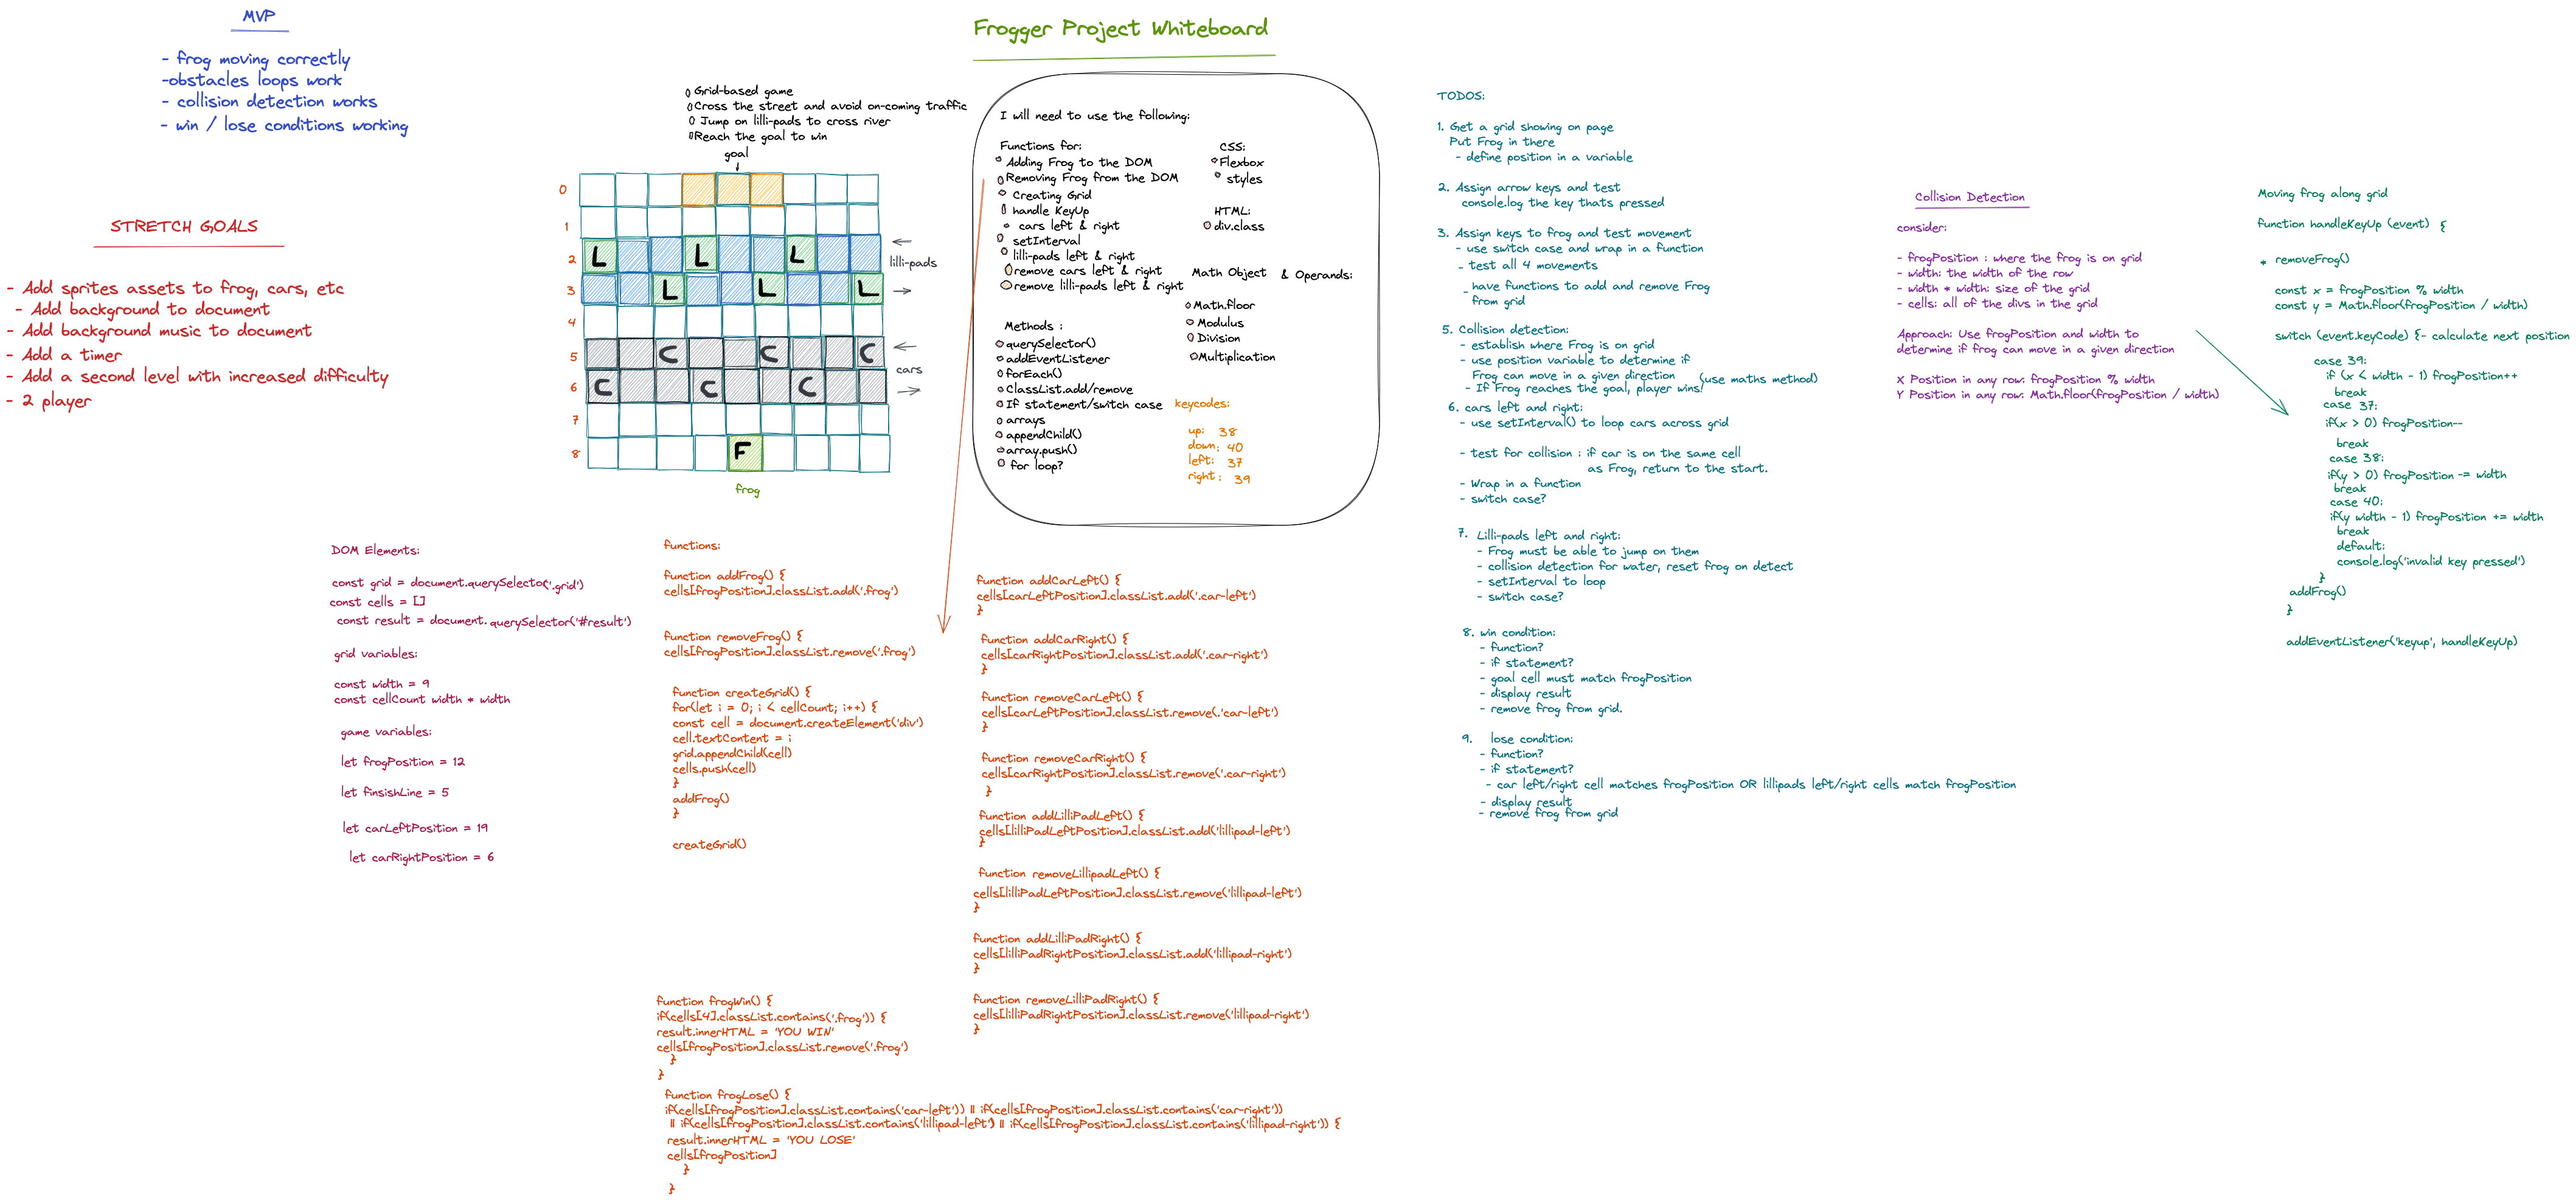 Frogger Project Whiteboard
MVP
- frog moving correctly
-obstacles loops work
- collision detection works
- win / lose conditions working
STRETCH GOALS
- Add sprites assets to frog, cars, etc
- Add background to document
- Add background music to document
- Add a timer
- Add a second level with increased difficulty
- 2 player
Grid-based game
Cross the street and avoid on-coming traffic
Jump on lilli-pads to cross river
Reach the goal to win
goal
0
1
2
L L L
lilli-pads
3
L L L
4
5
C C C
cars
6
C C C
7
8
F
frog
I will need to use the following:
Functions for:
Adding Frog to the DOM
Removing Frog from the DOM
Creating Grid
handle KeyUp
cars left & right
setInterval
lilli-pads left & right
remove cars left & right
remove lilli-pads left & right
CSS:
Flexbox
styles
HTML:
div.class
Math Object & Operands:
Math.floor
Modulus
Division
Multiplication
Methods :
querySelector()
addEventListener
forEach()
ClassList.add/remove
If statement/switch case
arrays
appendChild()
array.push()
for loop?
keycodes:
up: 38
down: 40
left: 37
right : 39
TODOS:
1. Get a grid showing on page
Put Frog in there
- define position in a variable
2. Assign arrow keys and test
console.log the key thats pressed
3. Assign keys to frog and test movement
- use switch case and wrap in a function
- test all 4 movements
- have functions to add and remove Frog
from grid
5. Collision detection:
- establish where Frog is on grid
- use position variable to determine if
Frog can move in a given direction (use maths method)
- If Frog reaches the goal, player wins!
6. cars left and right:
- use setInterval() to loop cars across grid
- test for collision : if car is on the same cell
as Frog, return to the start.
- Wrap in a function
- switch case?
7. Lilli-pads left and right:
- Frog must be able to jump on them
- collision detection for water, reset frog on detect
- setInterval to loop
- switch case?
8. win condition:
- function?
- if statement?
- goal cell must match frogPosition
- display result
- remove frog from grid.
9. lose condition:
- function?
- if statement?
- car left/right cell matches frogPosition OR lillipads left/right cells match frogPosition
- display result
- remove frog from grid
Collision Detection
consider:
- frogPosition : where the frog is on grid
- width: the width of the row
- width * width: size of the grid
- cells: all of the divs in the grid
Approach: Use frogPosition and width to
determine if frog can move in a given direction
X Position in any row: frogPosition % width
Y Position in any row: Math.floor(frogPosition / width)
Moving frog along grid
function handleKeyUp (event) {
* removeFrog()
const x = frogPosition % width
const y = Math.floor(frogPosition / width)
switch (event.keyCode) {- calculate next position
case 39:
if (x < width - 1) frogPosition++
break
case 37:
if(x > 0) frogPosition--
break
case 38:
if(y > 0) frogPosition -= width
break
case 40:
if(y width - 1) frogPosition += width
break
default:
console.log('invalid key pressed')
}
addFrog()
}
addEventListener('keyup', handleKeyUp)
DOM Elements:
const grid = document.querySelector('.grid')
const cells = []
const result = document. querySelector('#result')
grid variables:
const width = 9
const cellCount width * width
game variables:
let frogPosition = 12
let finsishLine = 5
let carLeftPosition = 19
let carRightPosition = 6
functions:
function addFrog() {
cells[frogPosition].classList.add('.frog')
function removeFrog() {
cells[frogPosition].classList.remove('.frog')
function createGrid() {
for(let i = 0; i < cellCount; i++) {
const cell = document.createElement('div')
cell.textContent = i
grid.appendChild(cell)
cells.push(cell)
}
addFrog()
}
createGrid()
function addCarLeft() {
cells[carLeftPosition].classList.add('.car-left')
}
function addCarRight() {
cells[carRightPosition].classList.add('.car-right')
}
function removeCarLeft() {
cells[carLeftPosition].classList.remove(.'car-left')
}
function removeCarRight() {
cells[carRightPosition].classList.remove('.car-right')
}
function addLilliPadLeft() {
cells[lilliPadLeftPosition].classList.add('lillipad-left')
}
function removeLillipadLeft() {
cells[lilliPadLeftPosition].classList.remove('lillipad-left')
}
function addLilliPadRight() {
cells[lilliPadRightPosition].classList.add('lillipad-right')
}
function removeLilliPadRight() {
cells[lilliPadRightPosition].classList.remove('lillipad-right')
}
function frogWin() {
if(cells[4].classList.contains('.frog')) {
result.innerHTML = 'YOU WIN'
cells[frogPosition].classList.remove('.frog')
}
}
function frogLose() {
if(cells[frogPosition].classList.contains('car-left')) || if(cells[frogPosition].classList.contains('car-right'))
|| if(cells[frogPosition].classList.contains('lillipad-left') || if(cells[frogPosition].classList.contains('lillipad-right')) {
result.innerHTML = 'YOU LOSE'
cells[frogPosition]
}
}